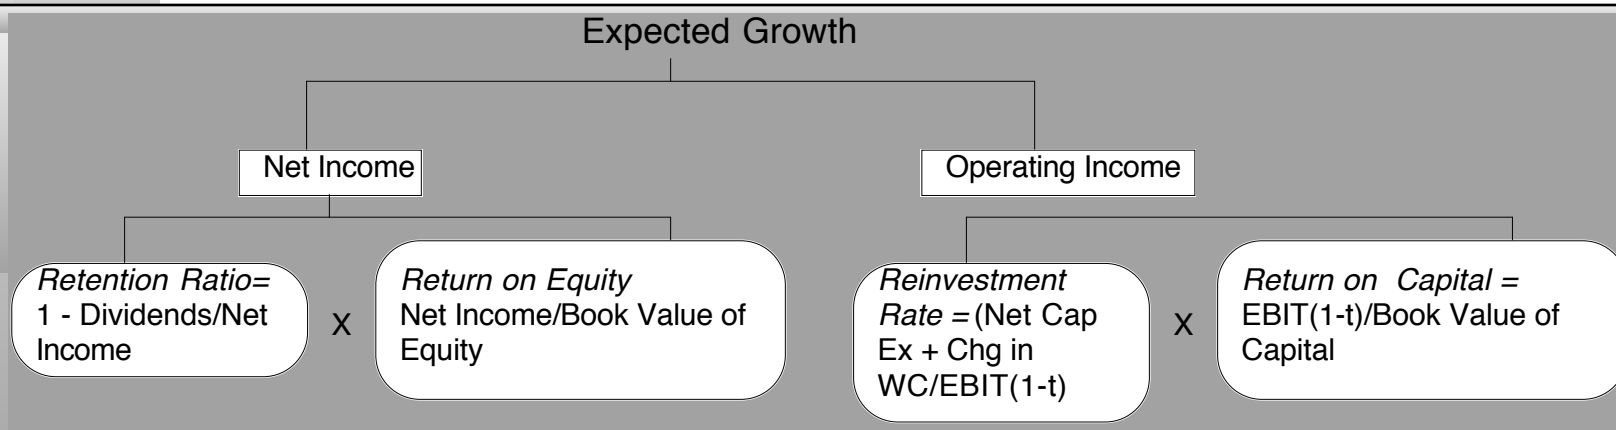 Expected Growth
Net Income
Operating Income
Retention Ratio=
1 - Dividends/Net
Income
X
Return on Equity
Net Income/Book Value of
Equity
Reinvestment
Rate = (Net Cap
Ex + Chg in
WC/EBIT(1-t)
X
Return on Capital =
EBIT(1-t)/Book Value of
Capital